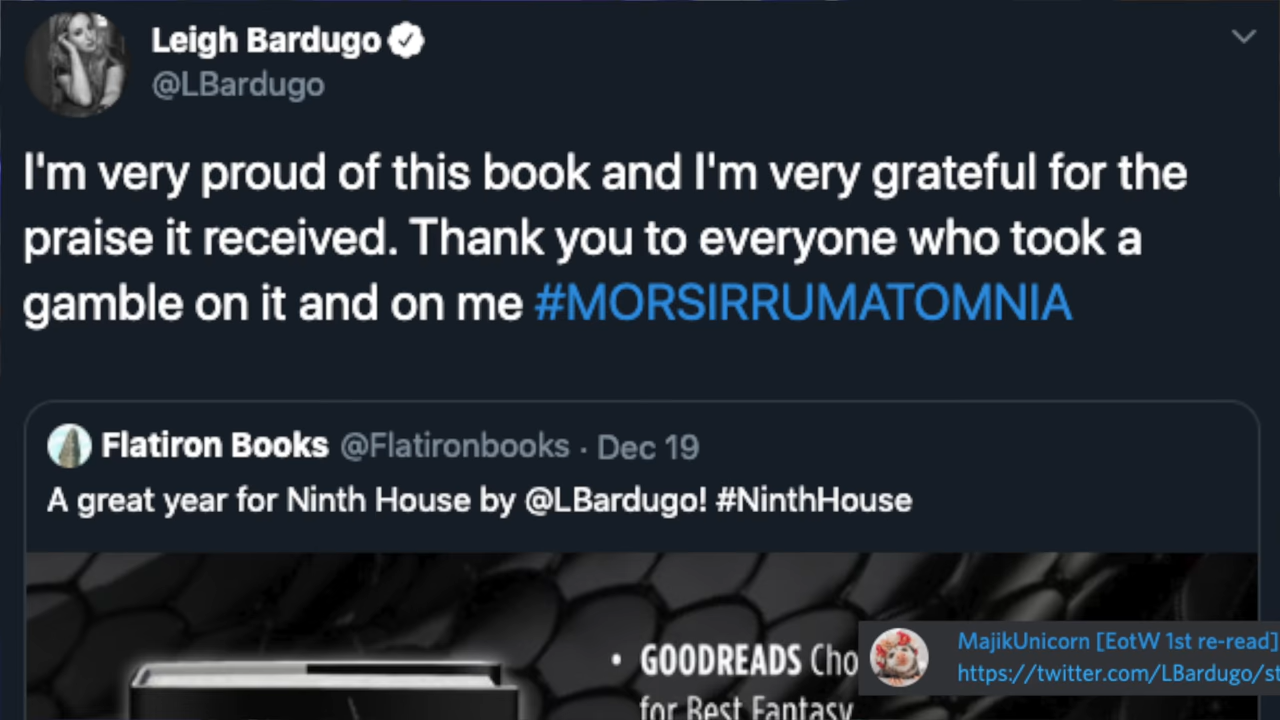 Leigh Bardugo
@LBardugo
I'm very proud of this book and I'm very grateful for the
praise it received. Thank you to everyone who took a
gamble on it and on me #MORSIRRUMATOMNIA
Flatiron Books @Flatironbooks · Dec 19
A great year for Ninth House by @LBardugo! #NinthHouse
• GOODREADS Cho
for Best Fantasy
MajikUnicorn [EotW 1st re-read]
https://twitter.com/LBardugo/st